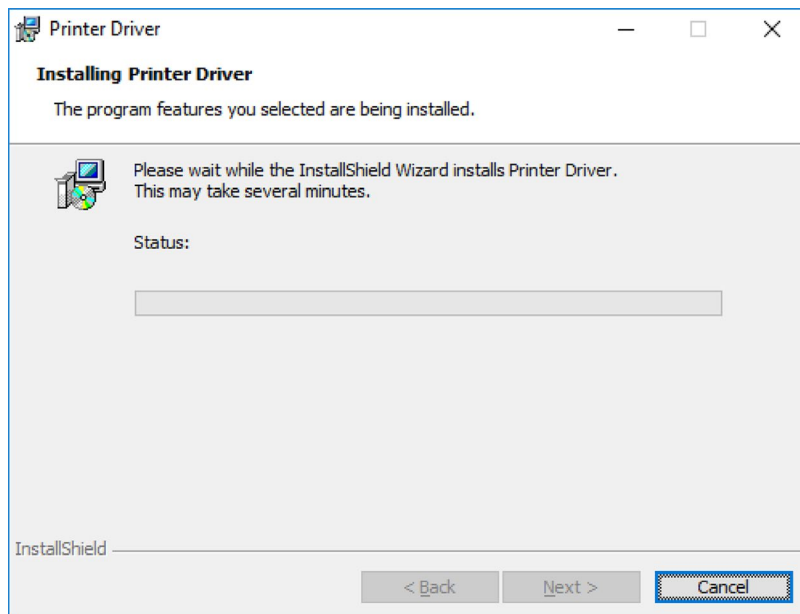 Printer Driver
Installing Printer Driver
The program features you selected are being installed.
Please wait while the InstallShield Wizard installs Printer Driver.
This may take several minutes.
Status:
InstallShield
< Back
Next >
Cancel